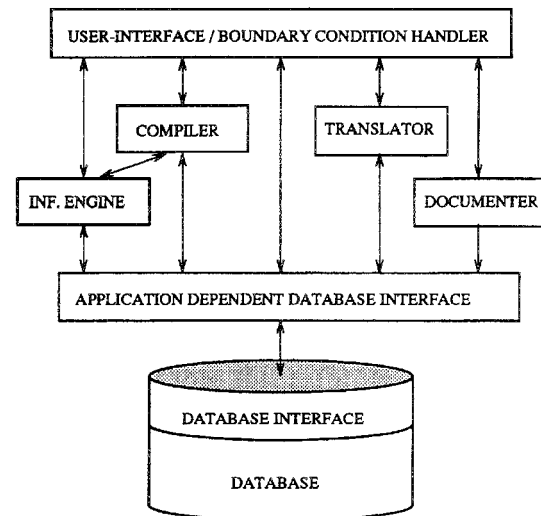 USER-INTERFACE / BOUNDARY CONDITION HANDLER
COMPILER
TRANSLATOR
INF. ENGINE
DOCUMENTER
APPLICATION DEPENDENT DATABASE INTERFACE
DATABASE INTERFACE
DATABASE